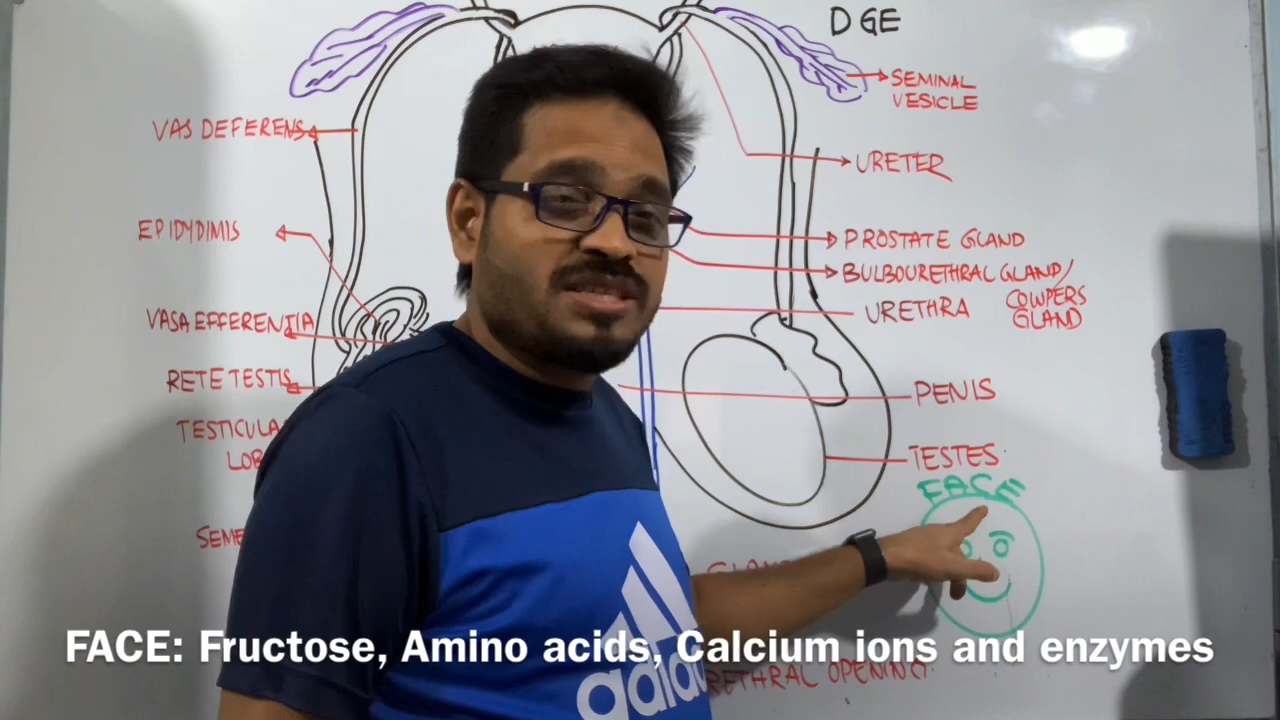 DGE
SEMINAL
VESICLE
VAS DEFERENS
URETER
EPIDYDIMIS
PROSTATE GLAND
BULBOURETHRAL GLAND/
COWPERS
GLAND
URETHRA
VASA EFFERENTIA
RETE TESTIS
PENIS
TESTICULA
LOB
TESTES
FACE
SEME
GLANS
FACE: Fructose, Amino acids, Calcium ions and enzymes
adidas
RETHRAL OPENING